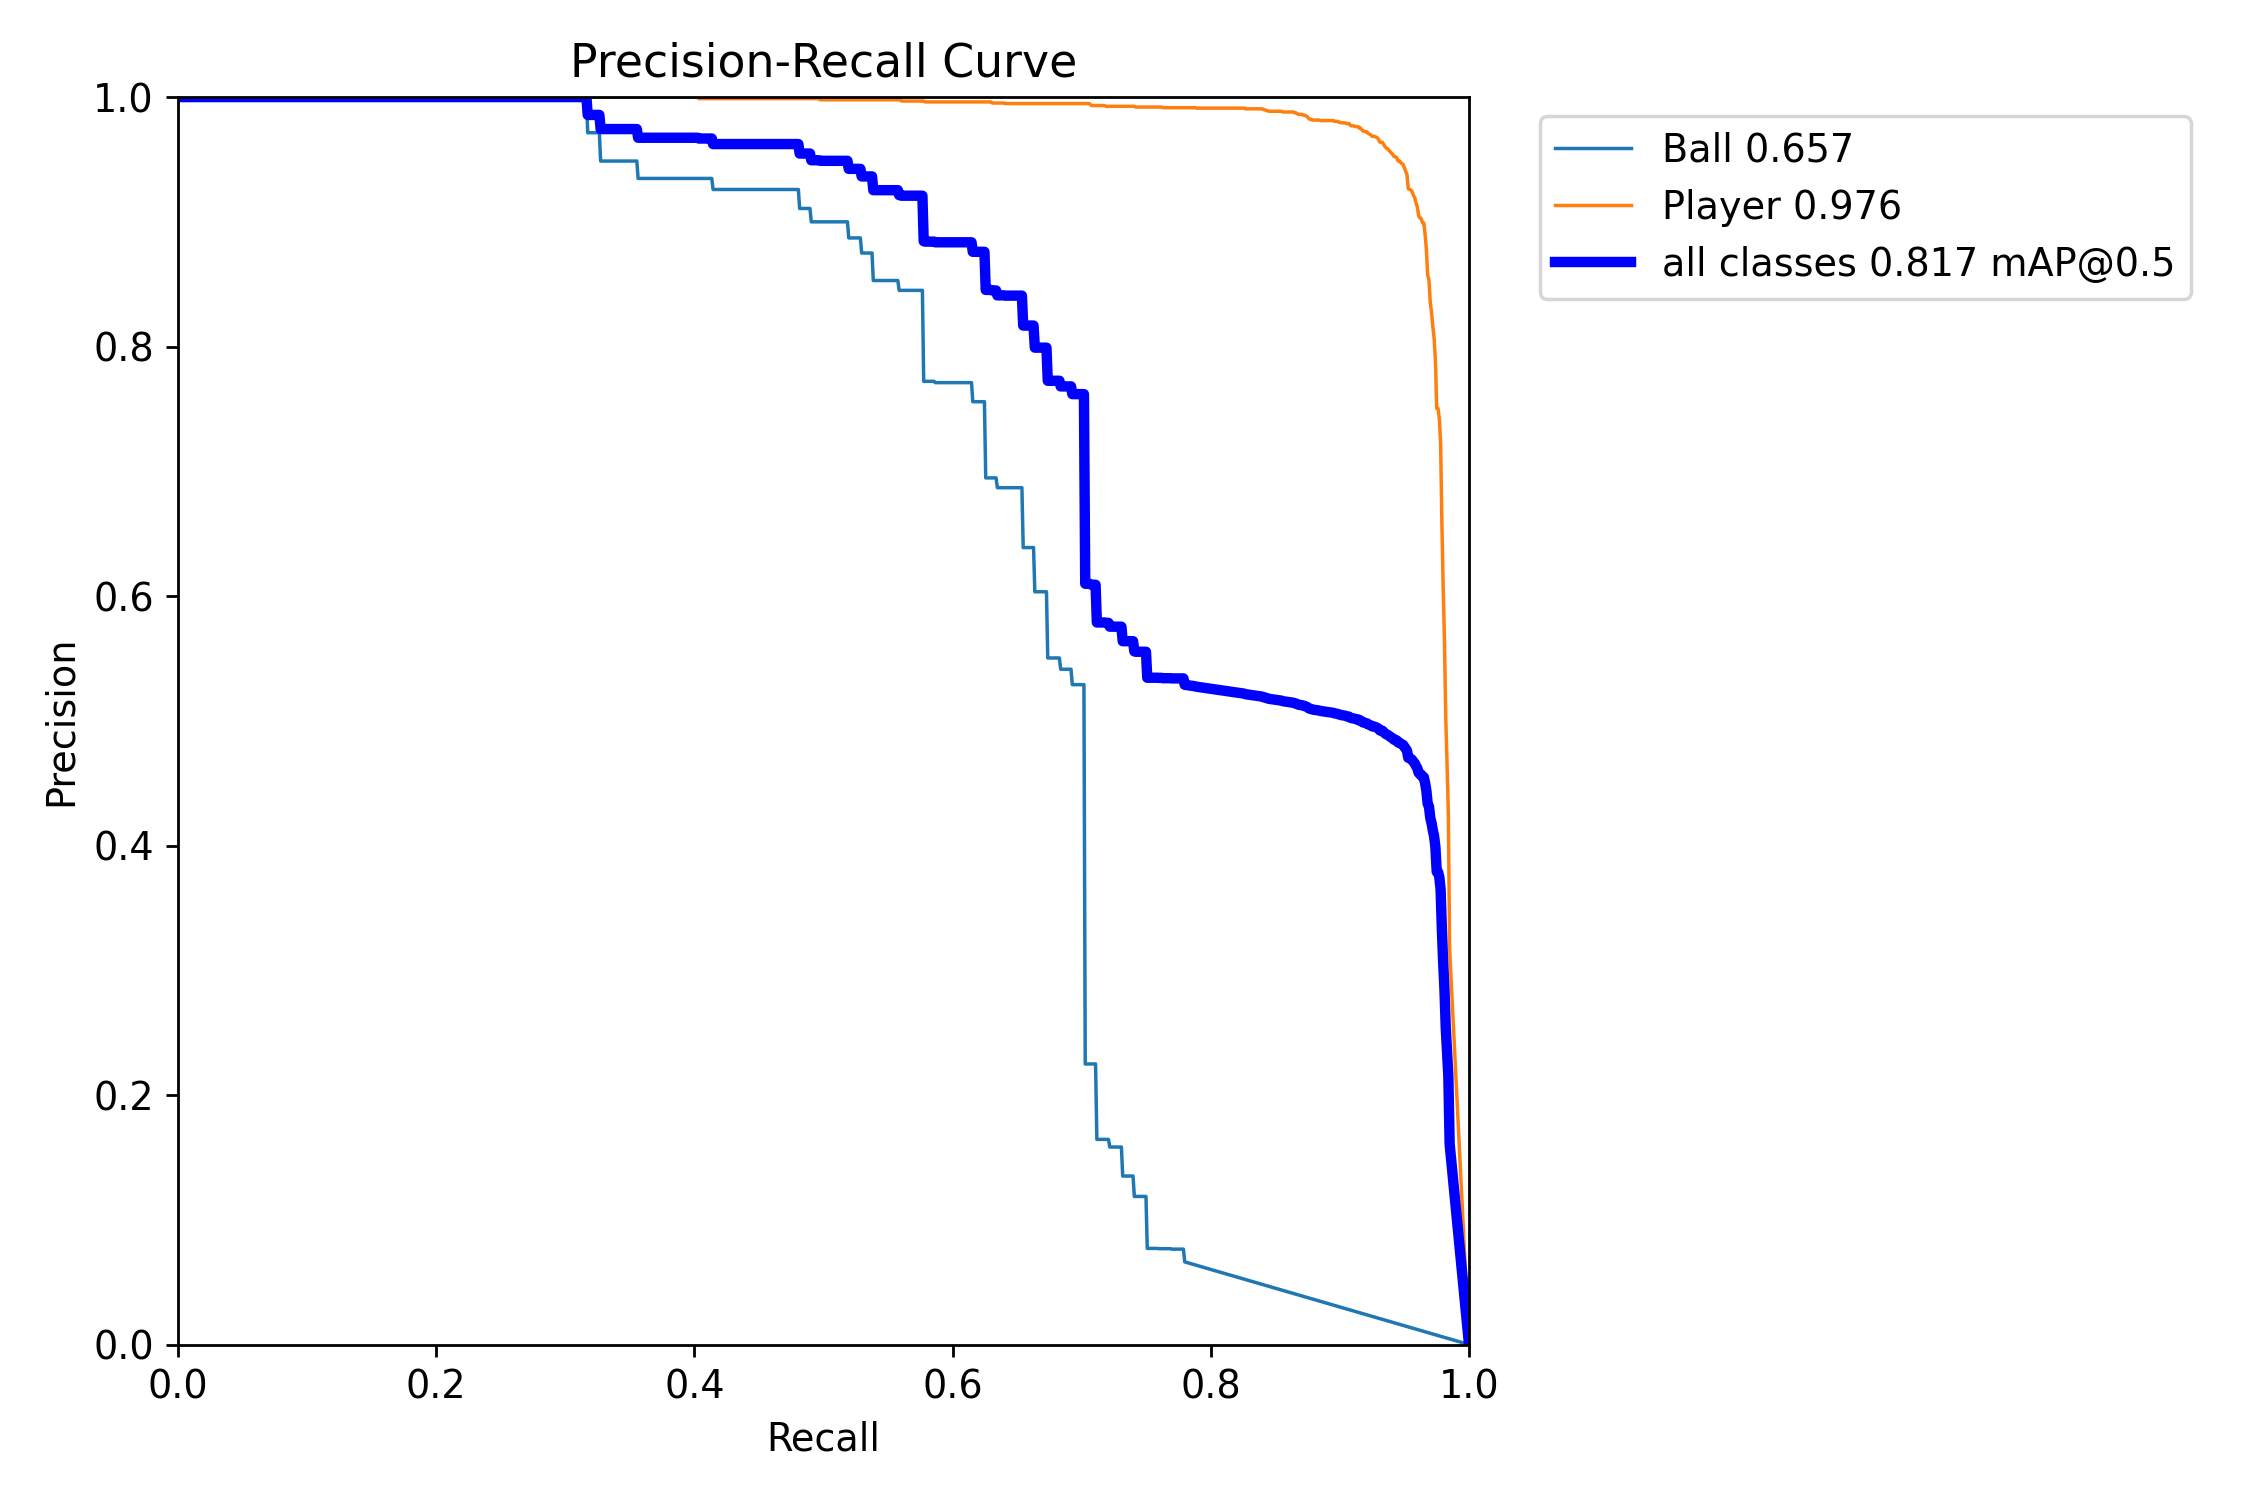 Precision-Recall Curve
1.0
0.8
0.6
0.4
0.2
0.0
Precision
0.0 0.2 0.4 0.6 0.8 1.0
Recall
Ball 0.657
Player 0.976
all classes 0.817 mAP@0.5